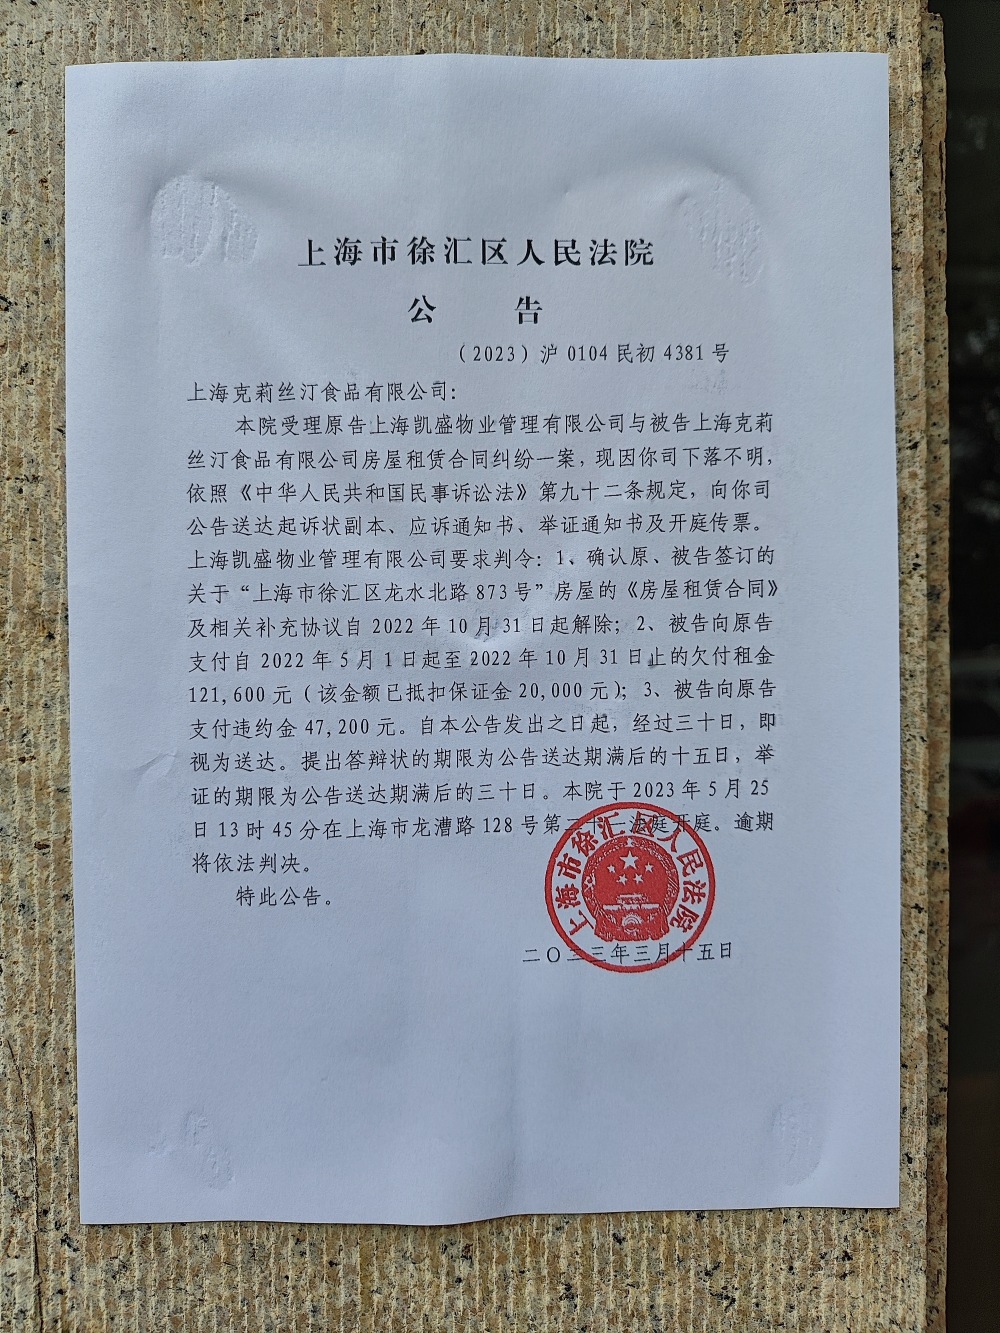 上海市徐汇区人民法院
公 告
（2023）沪 0104 民初 4381 号
上海克莉丝汀食品有限公司：
本院受理原告上海凯盛物业管理有限公司与被告上海克莉
丝汀食品有限公司房屋租赁合同纠纷一案，现因你司下落不明，
依照《中华人民共和国民事诉讼法》第九十二条规定，向你司
公告送达起诉状副本、应诉通知书、举证通知书及开庭传票。
上海凯盛物业管理有限公司要求判令：1、确认原、被告签订的
关于“上海市徐汇区龙水北路 873 号”房屋的《房屋租赁合同》
及相关补充协议自 2022 年 10 月 31 日起解除；2、被告向原告
支付自 2022 年 5 月 1 日起至 2022 年 10 月 31 日止的欠付租金
121,600 元（该金额已抵扣保证金 20,000 元）；3、被告向原告
支付违约金 47,200 元。自本公告发出之日起，经过三十日，即
视为送达。提出答辩状的期限为公告送达期满后的十五日，举
证的期限为公告送达期满后的三十日。本院于 2023 年 5 月 25
日 13 时 45 分在上海市龙漕路 128 号第二十一法庭开庭。逾期
将依法判决。
特此公告。
上海市徐汇区人民法院
二〇二三年三月十五日